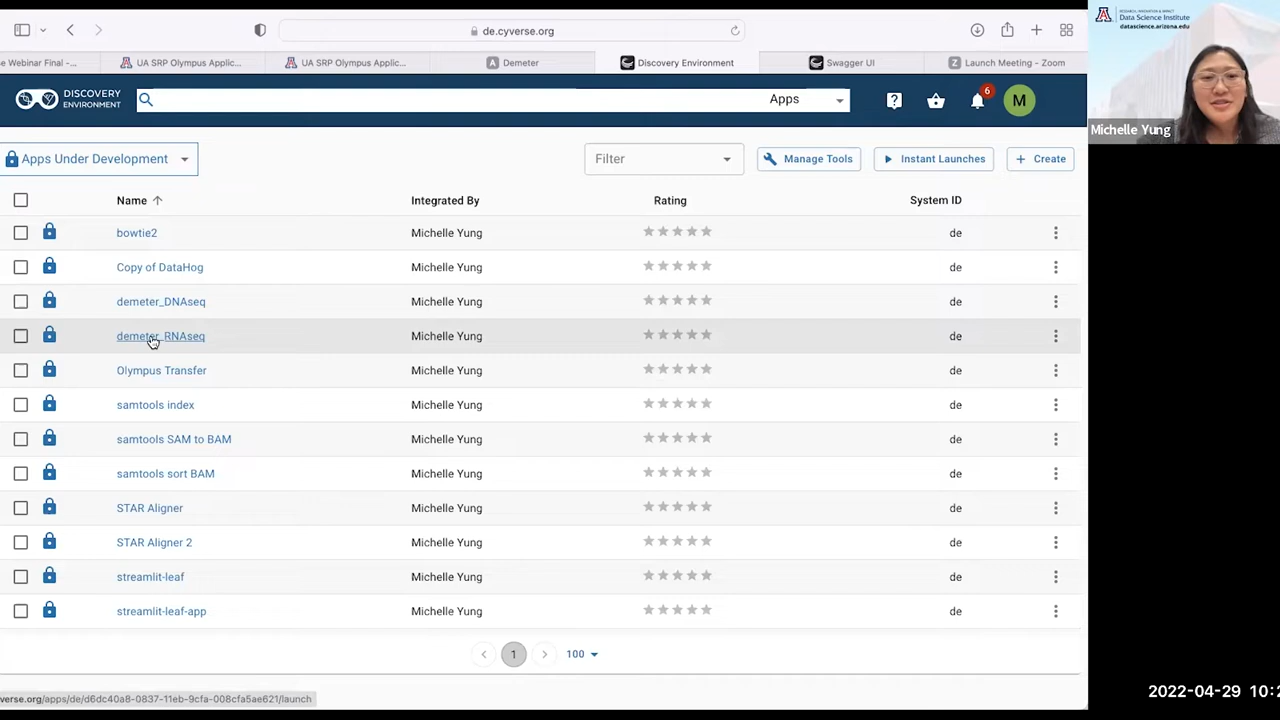 de.cyverse.org
RESEARCH, INNOVATION & IMPACT
Data Science Institute
datascience.arizona.edu
e Webinar Final -...
UA SRP Olympus Applic...
UA SRP Olympus Applic...
Demeter
Discovery Environment
Swagger UI
Launch Meeting - Zoom
DISCOVERY
ENVIRONMENT
Apps
6
M
Michelle Yung
Apps Under Development
Filter
Manage Tools
Instant Launches
+ Create
Name
Integrated By
Rating
System ID
bowtie2
Michelle Yung
de
Copy of DataHog
Michelle Yung
de
demeter_DNAseq
Michelle Yung
de
demeter_RNAseq
Michelle Yung
de
Olympus Transfer
Michelle Yung
de
samtools index
Michelle Yung
de
samtools SAM to BAM
Michelle Yung
de
samtools sort BAM
Michelle Yung
de
STAR Aligner
Michelle Yung
de
STAR Aligner 2
Michelle Yung
de
streamlit-leaf
Michelle Yung
de
streamlit-leaf-app
Michelle Yung
de
1
100
verse.org/apps/de/d6dc40a8-0837-11eb-9cfa-008cfa5ae621/launch
2022-04-29 10:2